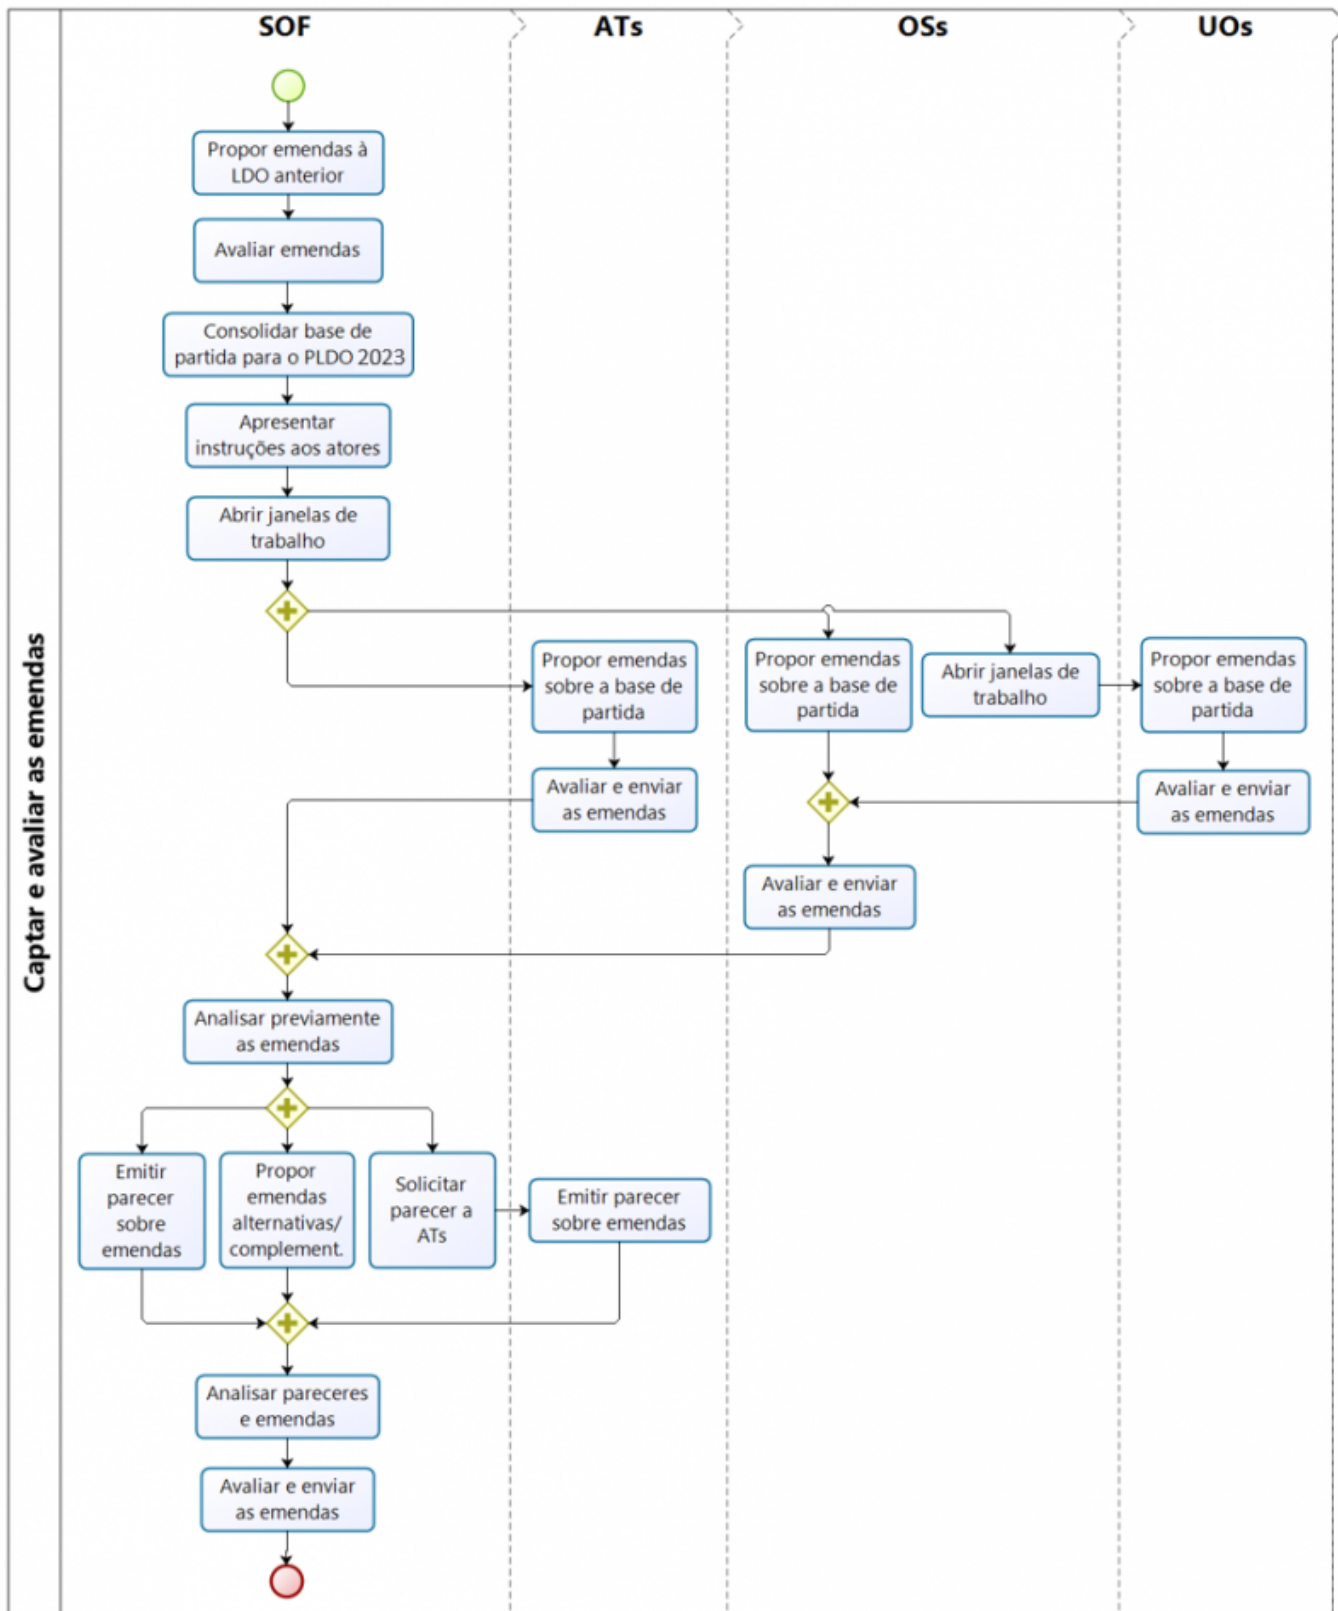 SOF
ATs
OSs
UOs
Captar e avaliar as emendas
Propor emendas à
LDO anterior
Avaliar emendas
Consolidar base de
partida para o PLDO 2023
Apresentar
instruções aos atores
Abrir janelas de
trabalho
Propor emendas
sobre a base de
partida
Propor emendas
sobre a base de
partida
Abrir janelas de
trabalho
Propor emendas
sobre a base de
partida
Avaliar e enviar
as emendas
Avaliar e enviar
as emendas
Avaliar e enviar
as emendas
Analisar previamente
as emendas
Emitir
parecer
sobre
emendas
Propor
emendas
alternativas/
complement.
Solicitar
parecer a
ATs
Emitir parecer
sobre emendas
Analisar pareceres
e emendas
Avaliar e enviar
as emendas